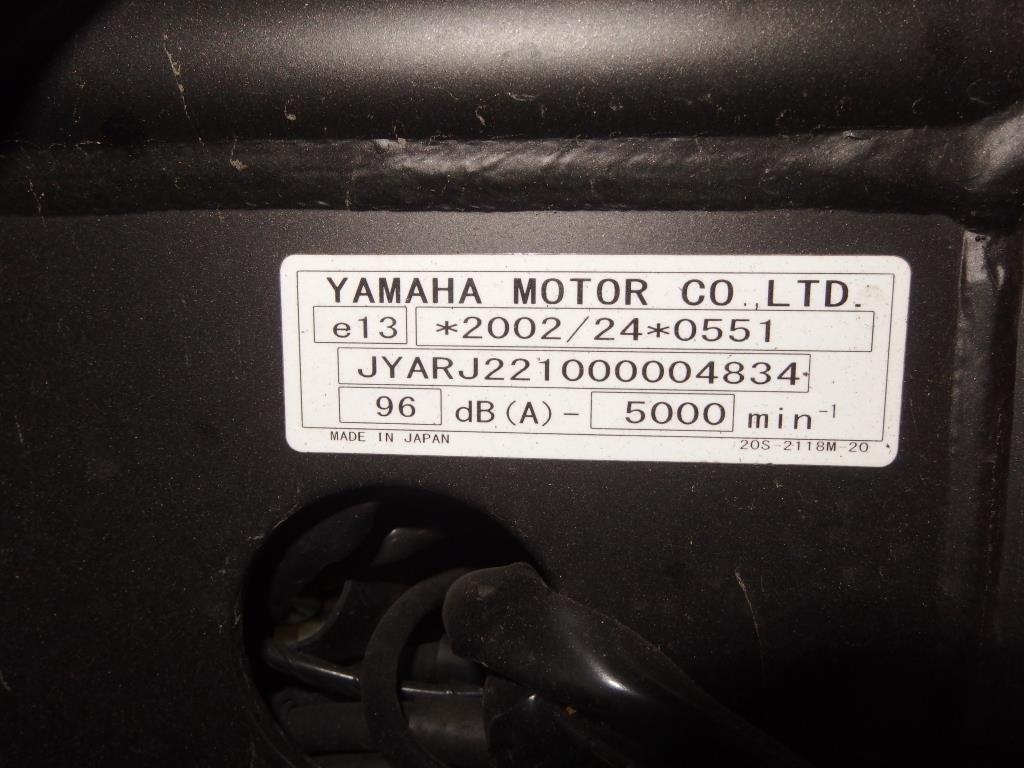 YAMAHA MOTOR CO.,LTD.
e13 *2002/24*0551
JYARJ221000004834
96 dB(A)- 5000 min⁻¹
MADE IN JAPAN 20S-2118M-20